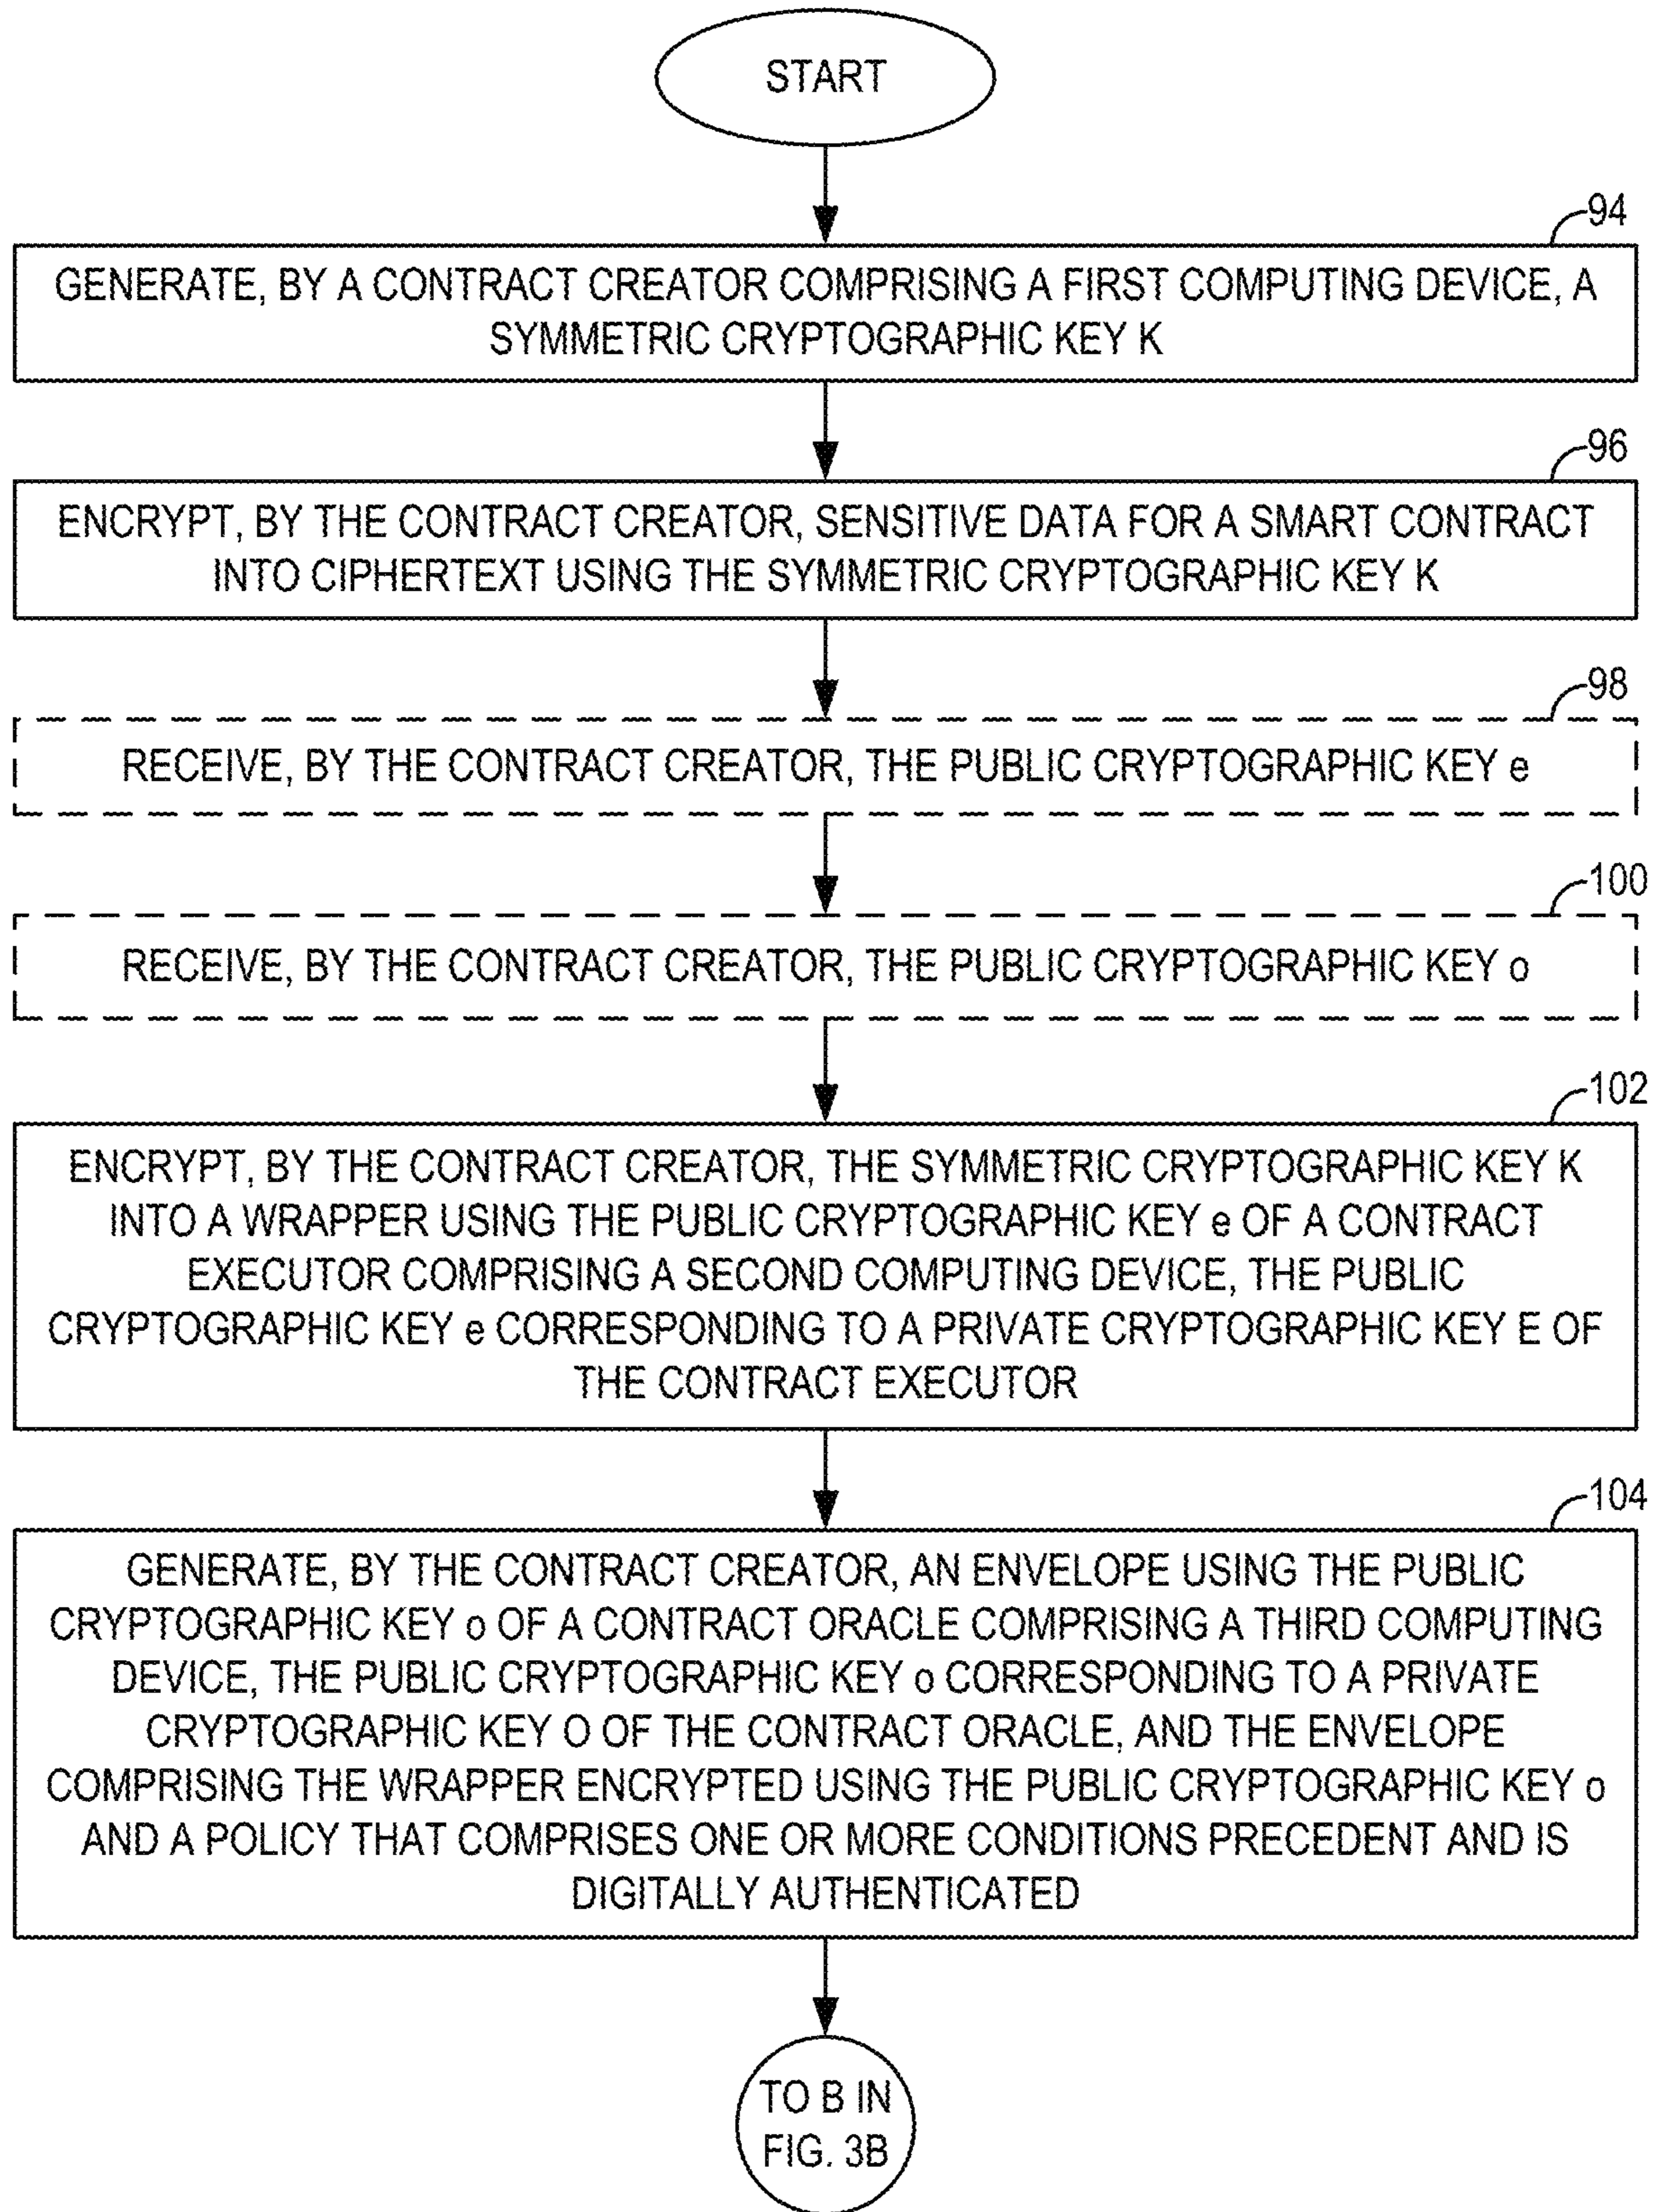 START
94
GENERATE, BY A CONTRACT CREATOR COMPRISING A FIRST COMPUTING DEVICE, A
SYMMETRIC CRYPTOGRAPHIC KEY K
96
ENCRYPT, BY THE CONTRACT CREATOR, SENSITIVE DATA FOR A SMART CONTRACT
INTO CIPHERTEXT USING THE SYMMETRIC CRYPTOGRAPHIC KEY K
98
RECEIVE, BY THE CONTRACT CREATOR, THE PUBLIC CRYPTOGRAPHIC KEY e
100
RECEIVE, BY THE CONTRACT CREATOR, THE PUBLIC CRYPTOGRAPHIC KEY o
102
ENCRYPT, BY THE CONTRACT CREATOR, THE SYMMETRIC CRYPTOGRAPHIC KEY K
INTO A WRAPPER USING THE PUBLIC CRYPTOGRAPHIC KEY e OF A CONTRACT
EXECUTOR COMPRISING A SECOND COMPUTING DEVICE, THE PUBLIC
CRYPTOGRAPHIC KEY e CORRESPONDING TO A PRIVATE CRYPTOGRAPHIC KEY E OF
THE CONTRACT EXECUTOR
104
GENERATE, BY THE CONTRACT CREATOR, AN ENVELOPE USING THE PUBLIC
CRYPTOGRAPHIC KEY o OF A CONTRACT ORACLE COMPRISING A THIRD COMPUTING
DEVICE, THE PUBLIC CRYPTOGRAPHIC KEY o CORRESPONDING TO A PRIVATE
CRYPTOGRAPHIC KEY O OF THE CONTRACT ORACLE, AND THE ENVELOPE
COMPRISING THE WRAPPER ENCRYPTED USING THE PUBLIC CRYPTOGRAPHIC KEY o
AND A POLICY THAT COMPRISES ONE OR MORE CONDITIONS PRECEDENT AND IS
DIGITALLY AUTHENTICATED
TO B IN
FIG. 3B